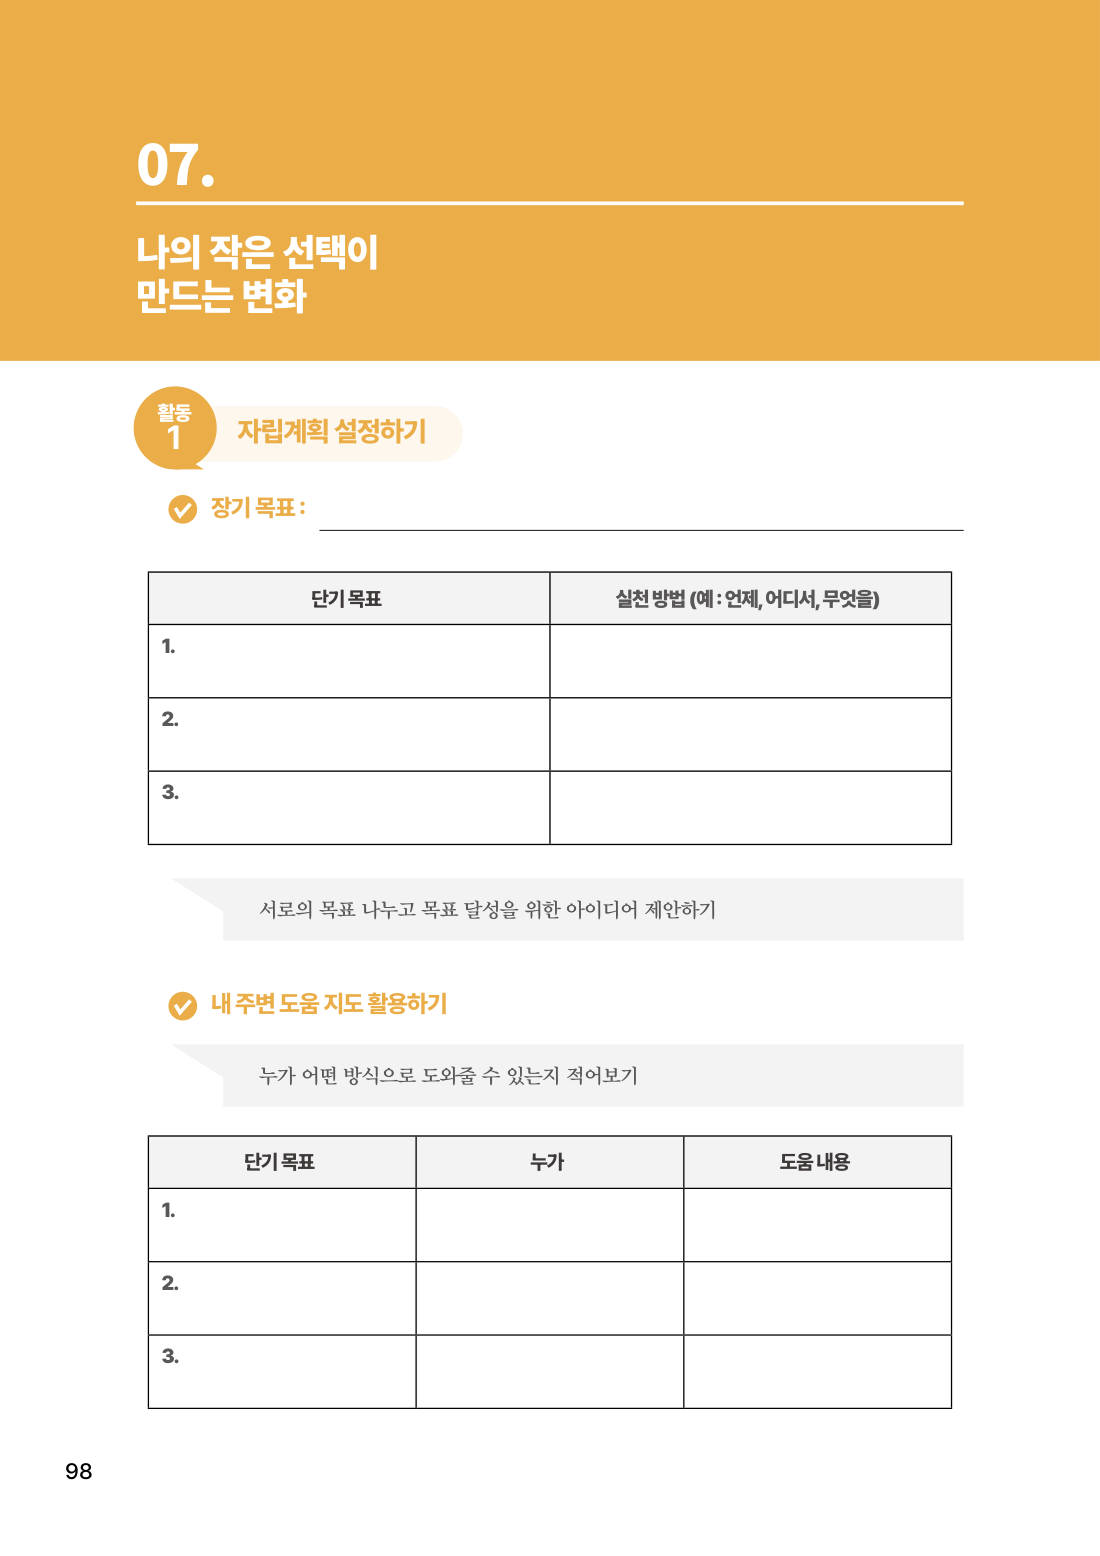 07.
나의 작은 선택이
만드는 변화
활동
1
자립계획 설정하기
장기 목표 :
단기 목표 실천 방법 (예 : 언제, 어디서, 무엇을)
1.
2.
3.
서로의 목표 나누고 목표 달성을 위한 아이디어 제안하기
내 주변 도움 지도 활용하기
누가 어떤 방식으로 도와줄 수 있는지 적어보기
단기 목표 누가 도움 내용
1.
2.
3.
98